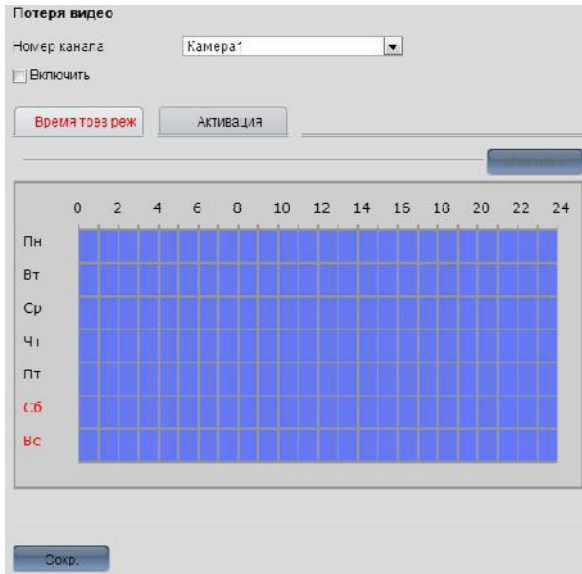 Потеря видео
Номер канала Камера1
Включить
Время трев реж Активация
0 2 4 6 8 10 12 14 16 18 20 22 24
Пн
Вт
Ср
Чт
Пт
Сб
Вс
Сохр.